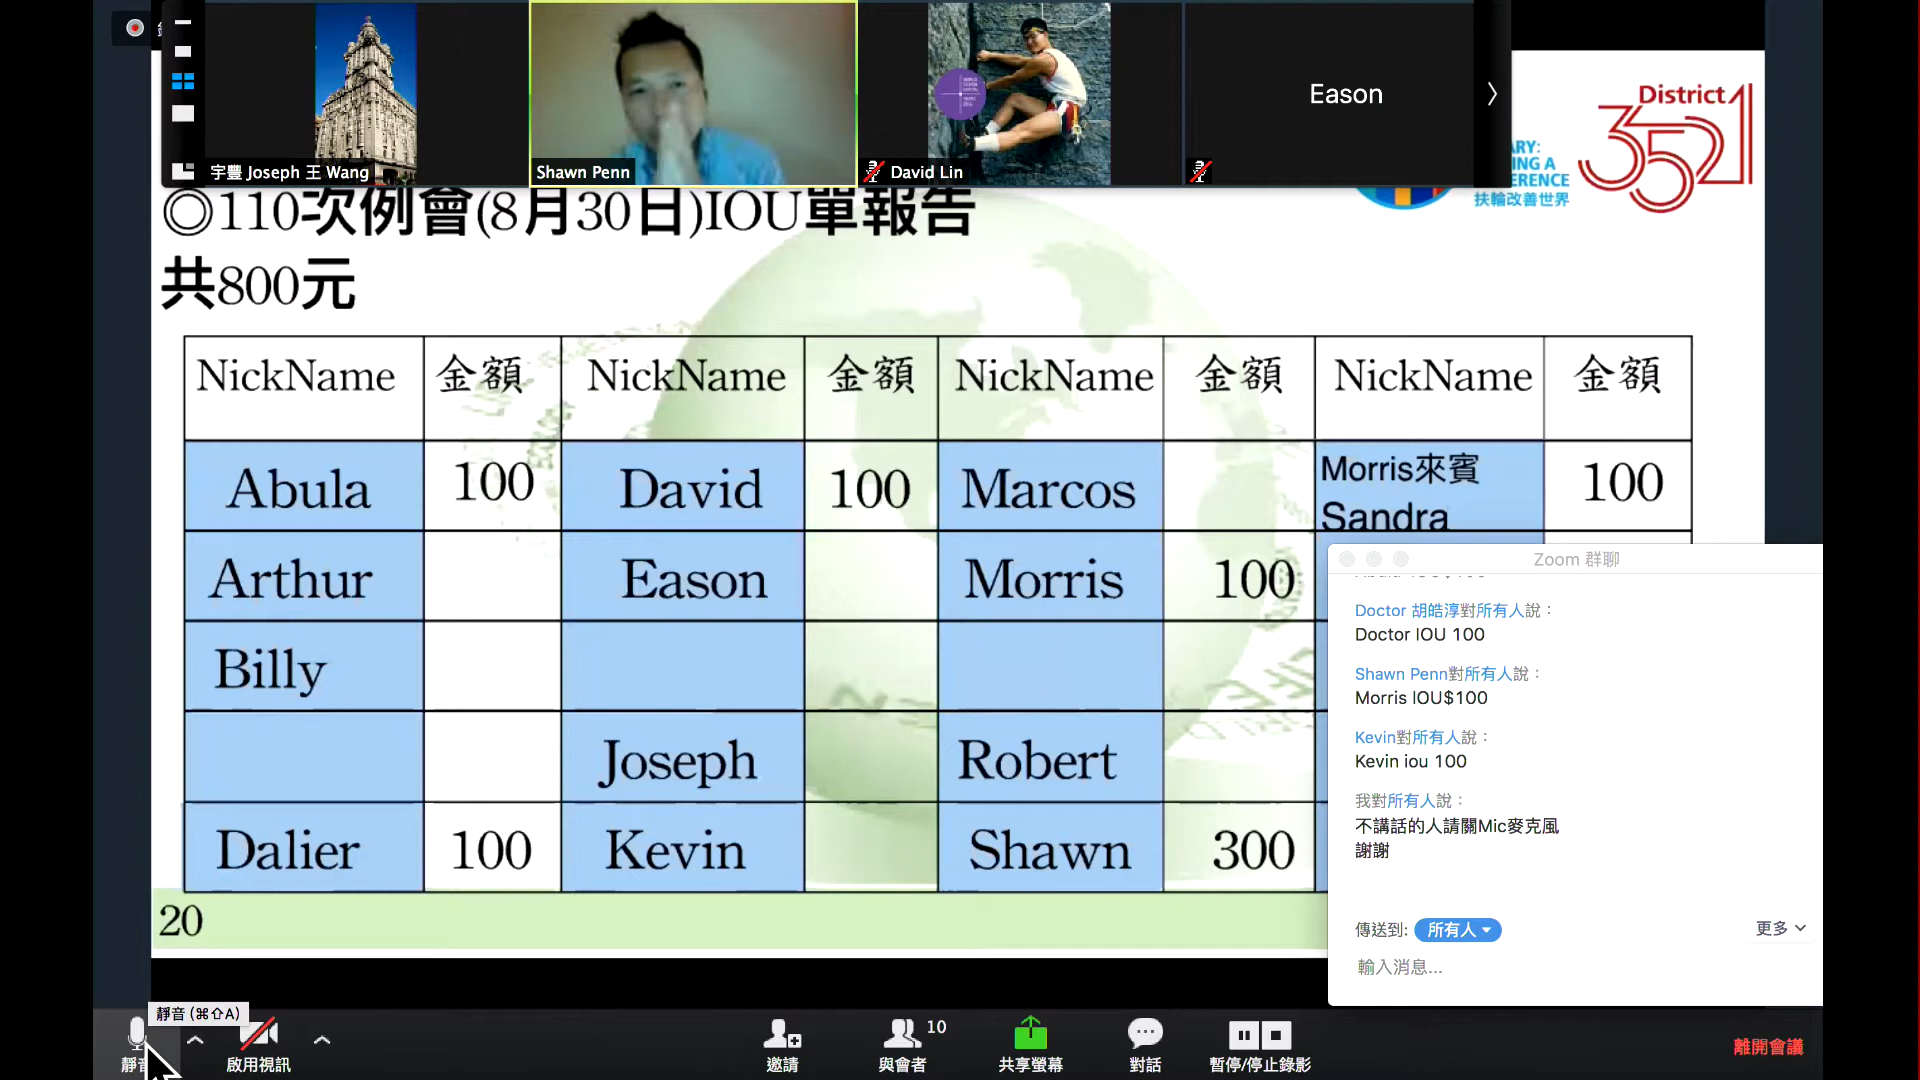 宇豐 Joseph 王 Wang
Shawn Penn
David Lin
Eason
District
3521
ARY:
ING A
ERENCE
扶輪改善世界
◎110次例會(8月30日)IOU單報告
共800元
NickName 金額 NickName 金額 NickName 金額 NickName 金額
Abula 100 David 100 Marcos Morris來賓 100
Sandra
Arthur Eason Morris 100
Billy
Joseph Robert
Dalier 100 Kevin Shawn 300
20
Zoom 群聊
Doctor 胡皓淳對所有人說：
Doctor IOU 100
Shawn Penn對所有人說：
Morris IOU$100
Kevin對所有人說：
Kevin iou 100
我對所有人說：
不講話的人請關Mic麥克風
謝謝
傳送到: 所有人 更多
輸入消息...
靜音 (⌘⇧A)
靜音 啟用視訊 邀請 與會者 10 共享螢幕 對話 暫停/停止錄影 離開會議